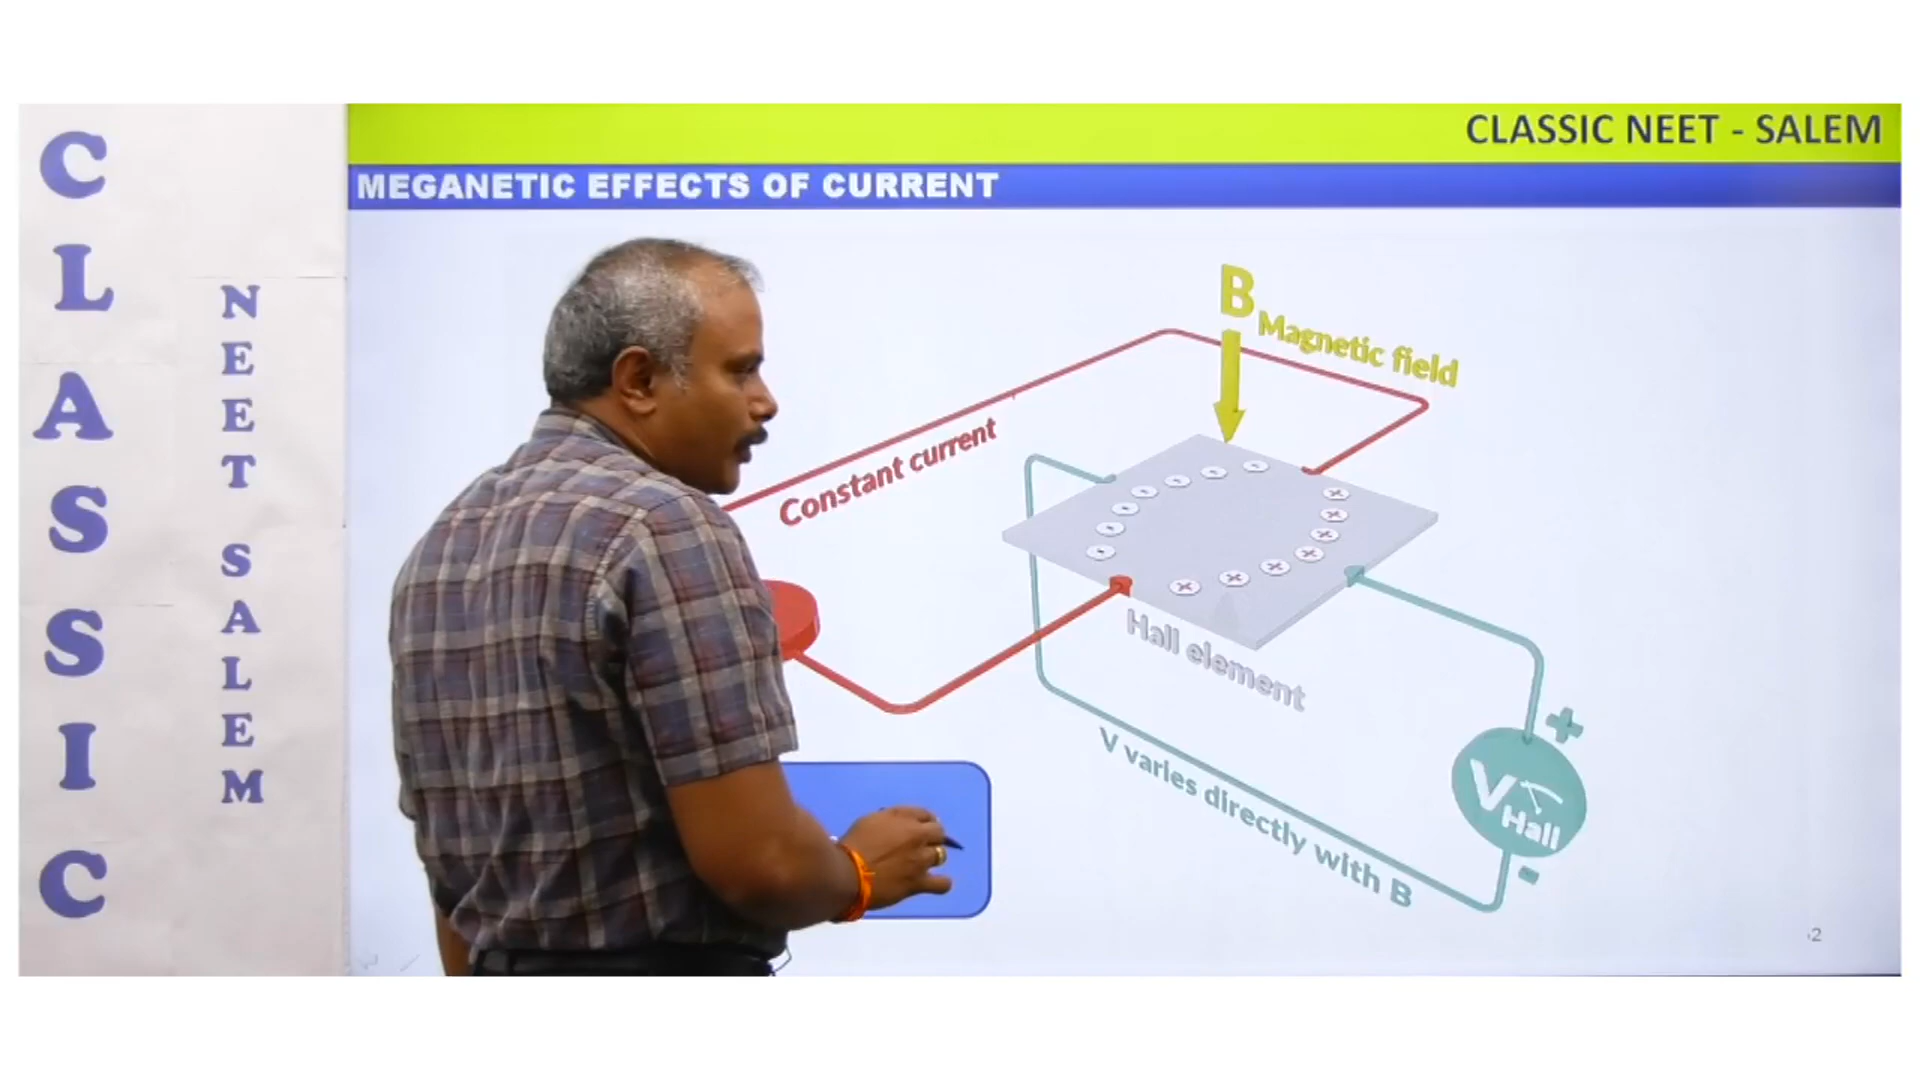 CLASSIC
NEET SALEM
CLASSIC NEET - SALEM
MEGANETIC EFFECTS OF CURRENT
B
Magnetic field
Constant current
Hall element
+
V
Hall
-
V varies directly with B
2